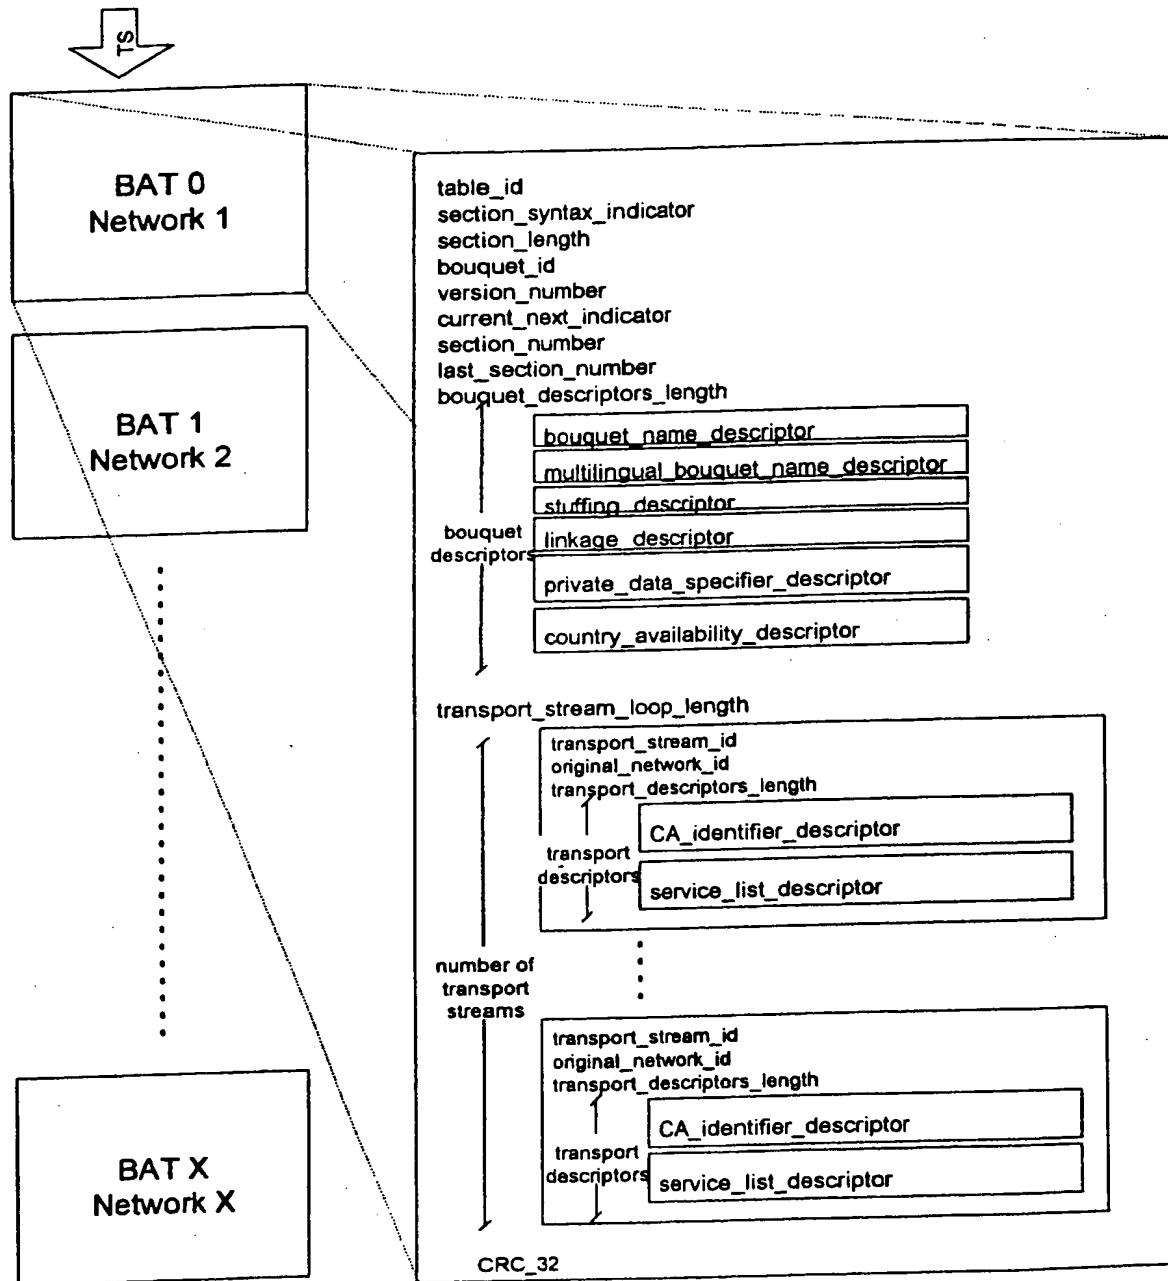 TS
BAT 0
Network 1
BAT 1
Network 2
BAT X
Network X
table_id
section_syntax_indicator
section_length
bouquet_id
version_number
current_next_indicator
section_number
last_section_number
bouquet_descriptors_length
bouquet
descriptors
bouquet_name_descriptor
multilingual_bouquet_name_descriptor
stuffing_descriptor
linkage_descriptor
private_data_specifier_descriptor
country_availability_descriptor
transport_stream_loop_length
number of
transport
streams
transport_stream_id
original_network_id
transport_descriptors_length
transport
descriptors
CA_identifier_descriptor
service_list_descriptor
transport_stream_id
original_network_id
transport_descriptors_length
transport
descriptors
CA_identifier_descriptor
service_list_descriptor
CRC_32